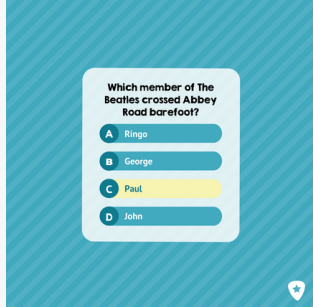 Which member of The
Beatles crossed Abbey
Road barefoot?
A Ringo
B George
C Paul
D John